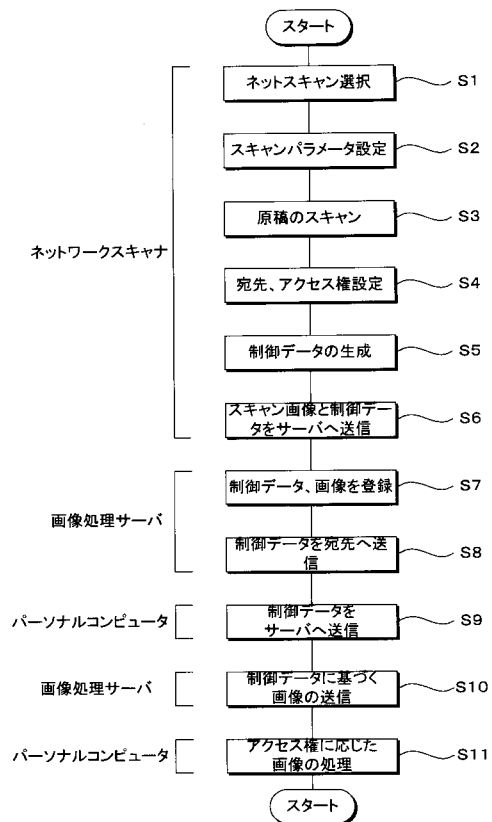 スタート
ネットスキャン選択
S1
スキャンパラメータ設定
S2
原稿のスキャン
S3
ネットワークスキャナ
宛先、アクセス権設定
S4
制御データの生成
S5
スキャン画像と制御デー
タをサーバへ送信
S6
制御データ、画像を登録
S7
画像処理サーバ
制御データを宛先へ送
信
S8
パーソナルコンピュータ
制御データを
サーバへ送信
S9
画像処理サーバ
制御データに基づく
画像の送信
S10
パーソナルコンピュータ
アクセス権に応じた
画像の処理
S11
スタート